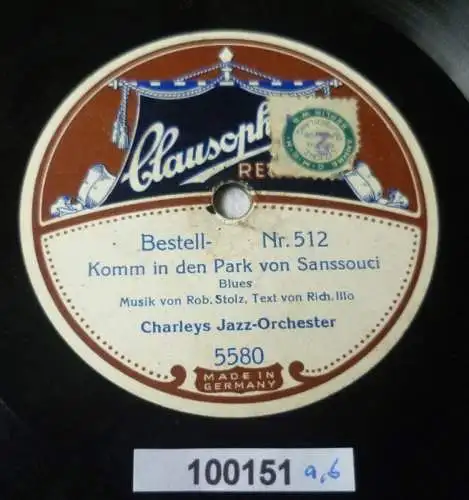 Clausoph
RE
Bestell- Nr. 512
Komm in den Park von Sanssouci
Blues
Musik von Rob. Stolz, Text von Rich. Illo
Charleys Jazz-Orchester
5580
MADE IN
GERMANY
100151 a,b